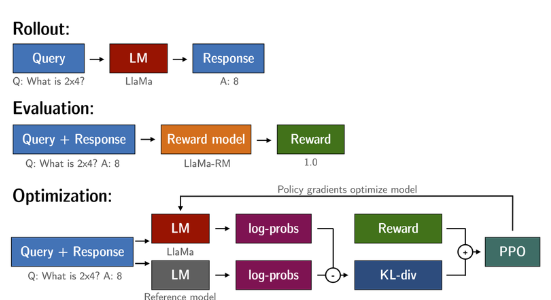 Rollout:
Query LM Response
Q: What is 2x4? LlaMa A: 8
Evaluation:
Query + Response Reward model Reward
Q: What is 2x4? A: 8 LlaMa-RM 1.0
Optimization:
Policy gradients optimize model
LM log-probs Reward
LlaMa
Query + Response + PPO
Q: What is 2x4? A: 8
LM log-probs - KL-div
Reference model